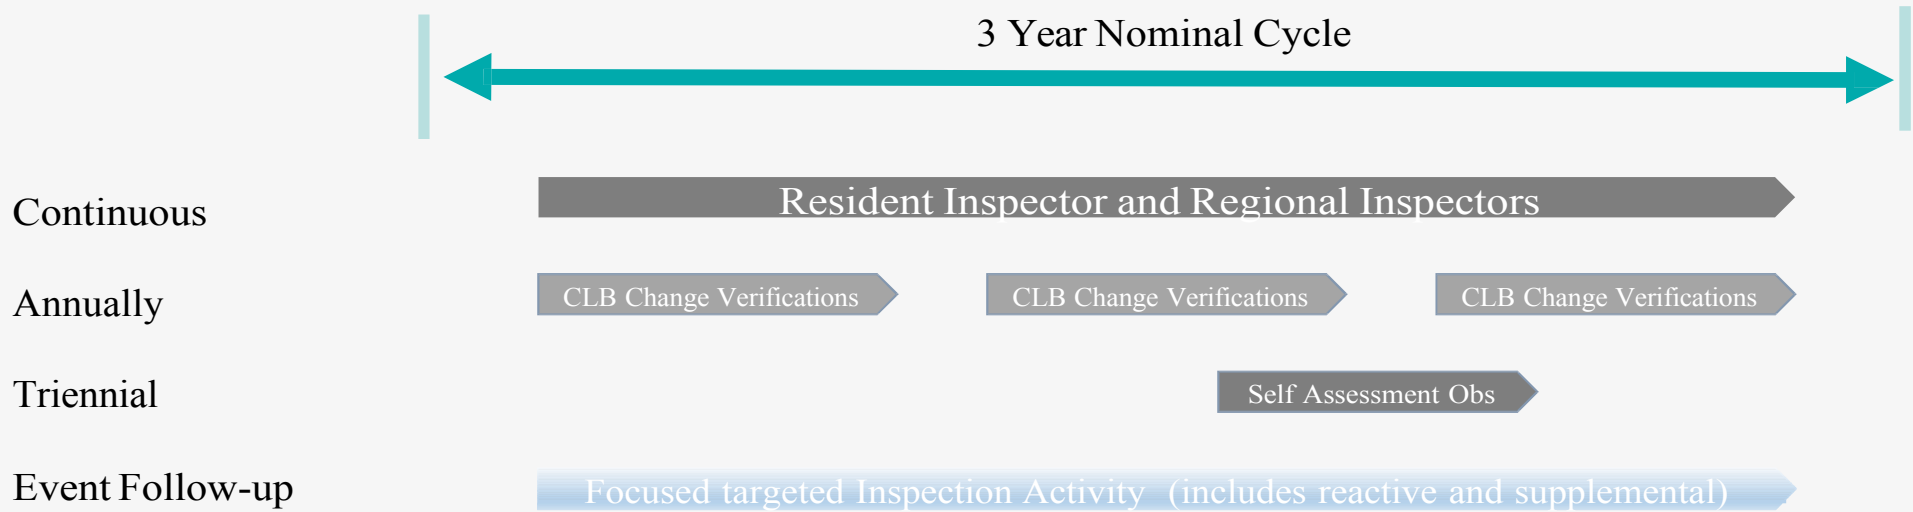 3 Year Nominal Cycle
Continuous
Resident Inspector and Regional Inspectors
Annually
CLB Change Verifications
CLB Change Verifications
CLB Change Verifications
Triennial
Self Assessment Obs
Event Follow-up
Focused targeted Inspection Activity (includes reactive and supplemental)